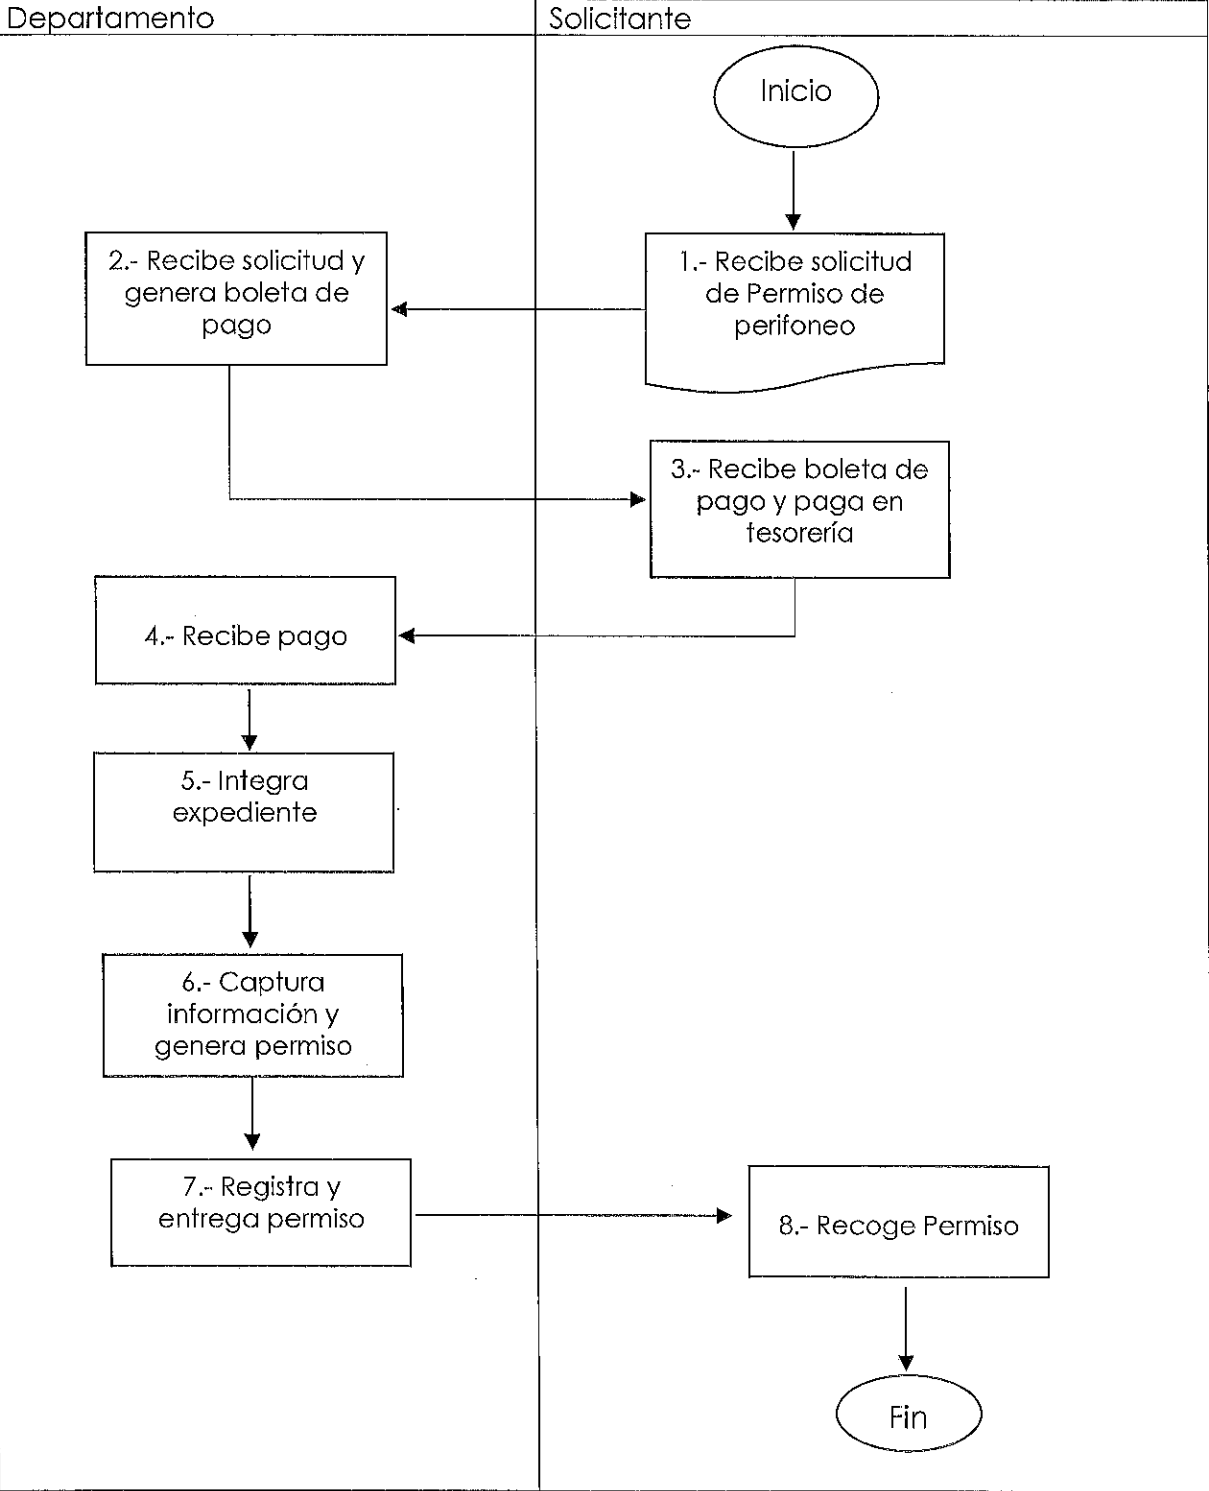 Departamento
Solicitante
Inicio
1.- Recibe solicitud
de Permiso de
perifoneo
2.- Recibe solicitud y
genera boleta de
pago
3.- Recibe boleta de
pago y paga en
tesorería
4.- Recibe pago
5.- Integra
expediente
6.- Captura
información y
genera permiso
7.- Registra y
entrega permiso
8.- Recoge Permiso
Fin